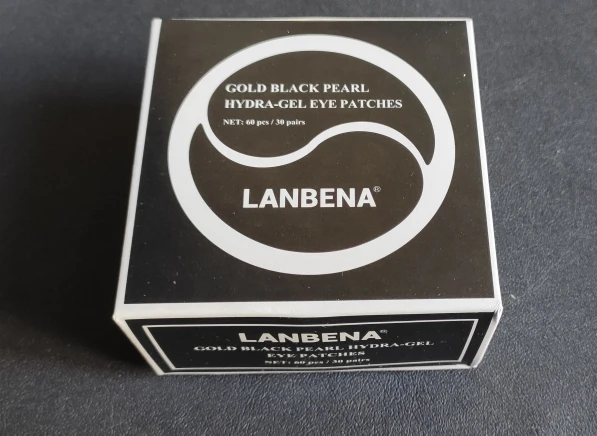 GOLD BLACK PEARL
HYDRA-GEL EYE PATCHES
NET: 60 pcs / 30 pairs
LANBENA®
LANBENA®
GOLD BLACK PEARL HYDRA-GEL
EYE PATCHES
NET: 60 pcs / 30 pairs